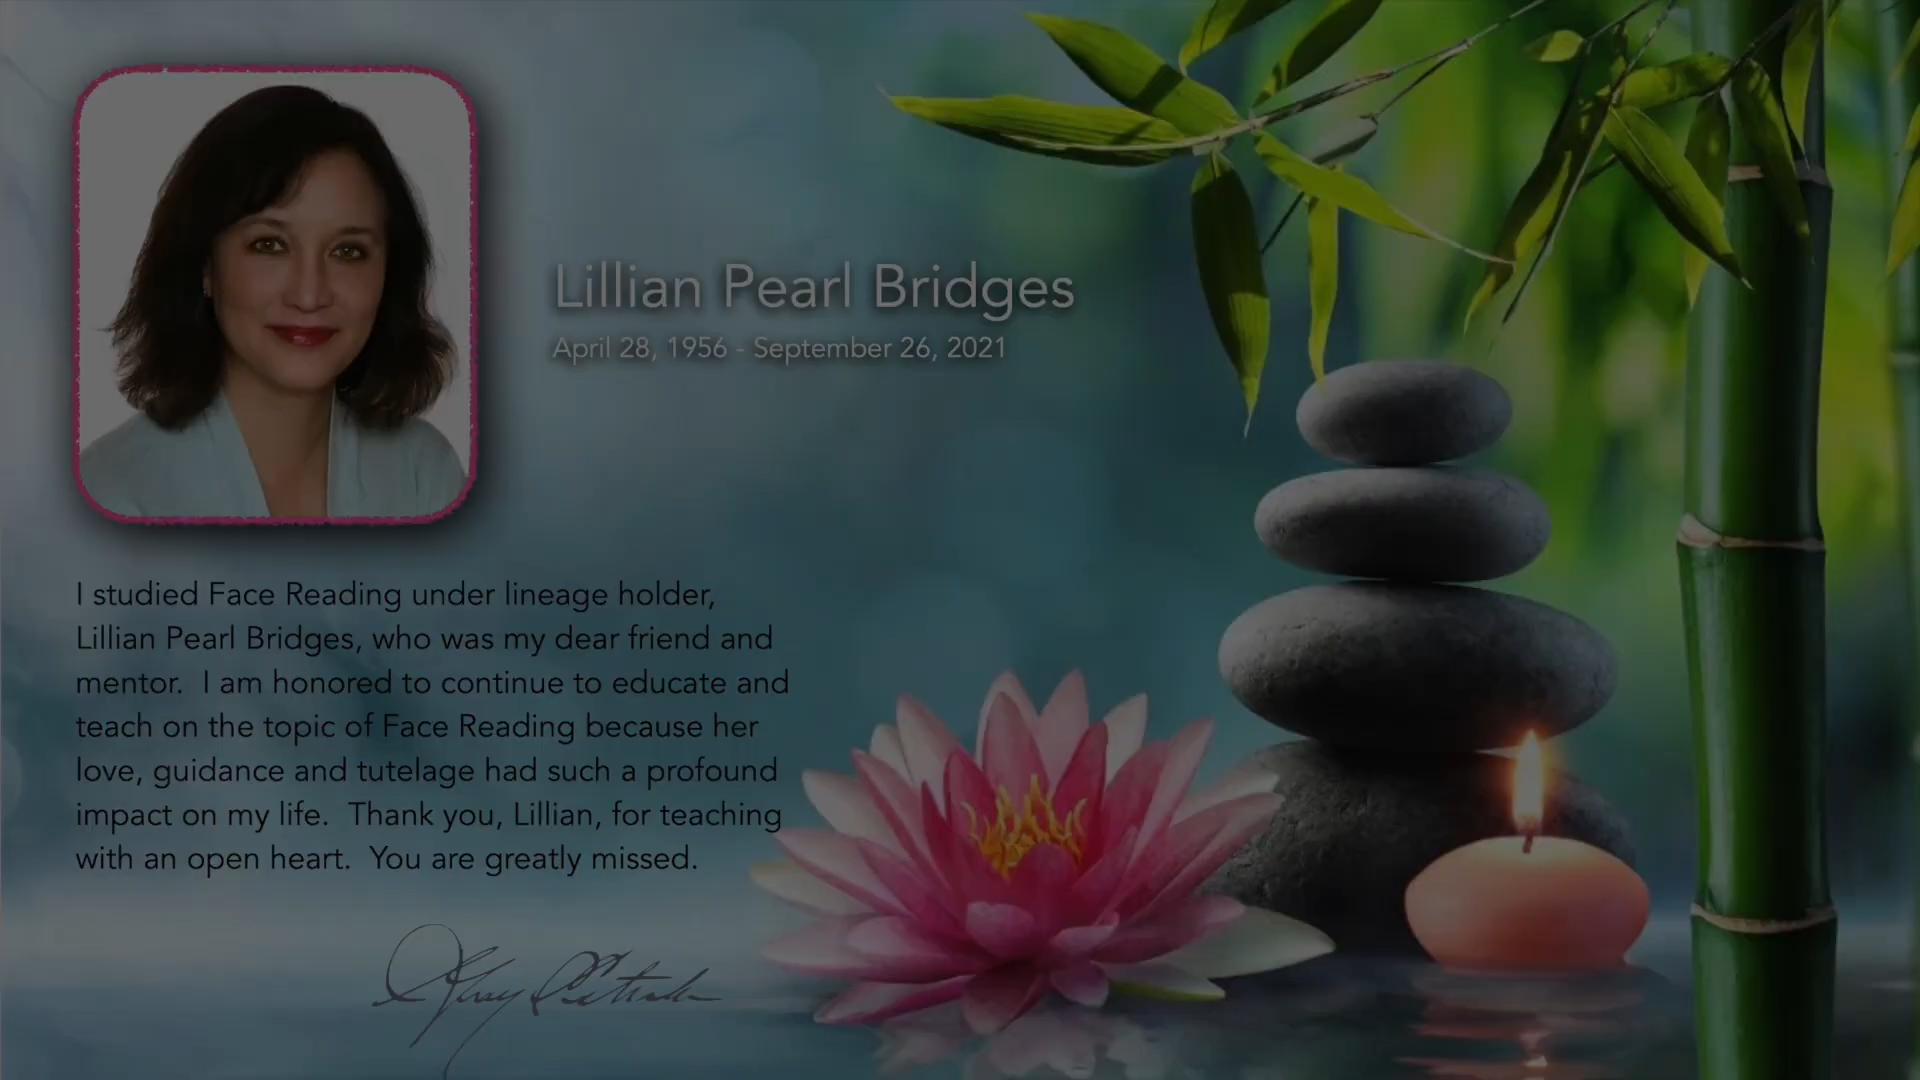 Lillian Pearl Bridges
April 28, 1956 - September 26, 2021
I studied Face Reading under lineage holder,
Lillian Pearl Bridges, who was my dear friend and
mentor.  I am honored to continue to educate and
teach on the topic of Face Reading because her
love, guidance and tutelage had such a profound
impact on my life.  Thank you, Lillian, for teaching
with an open heart.  You are greatly missed.